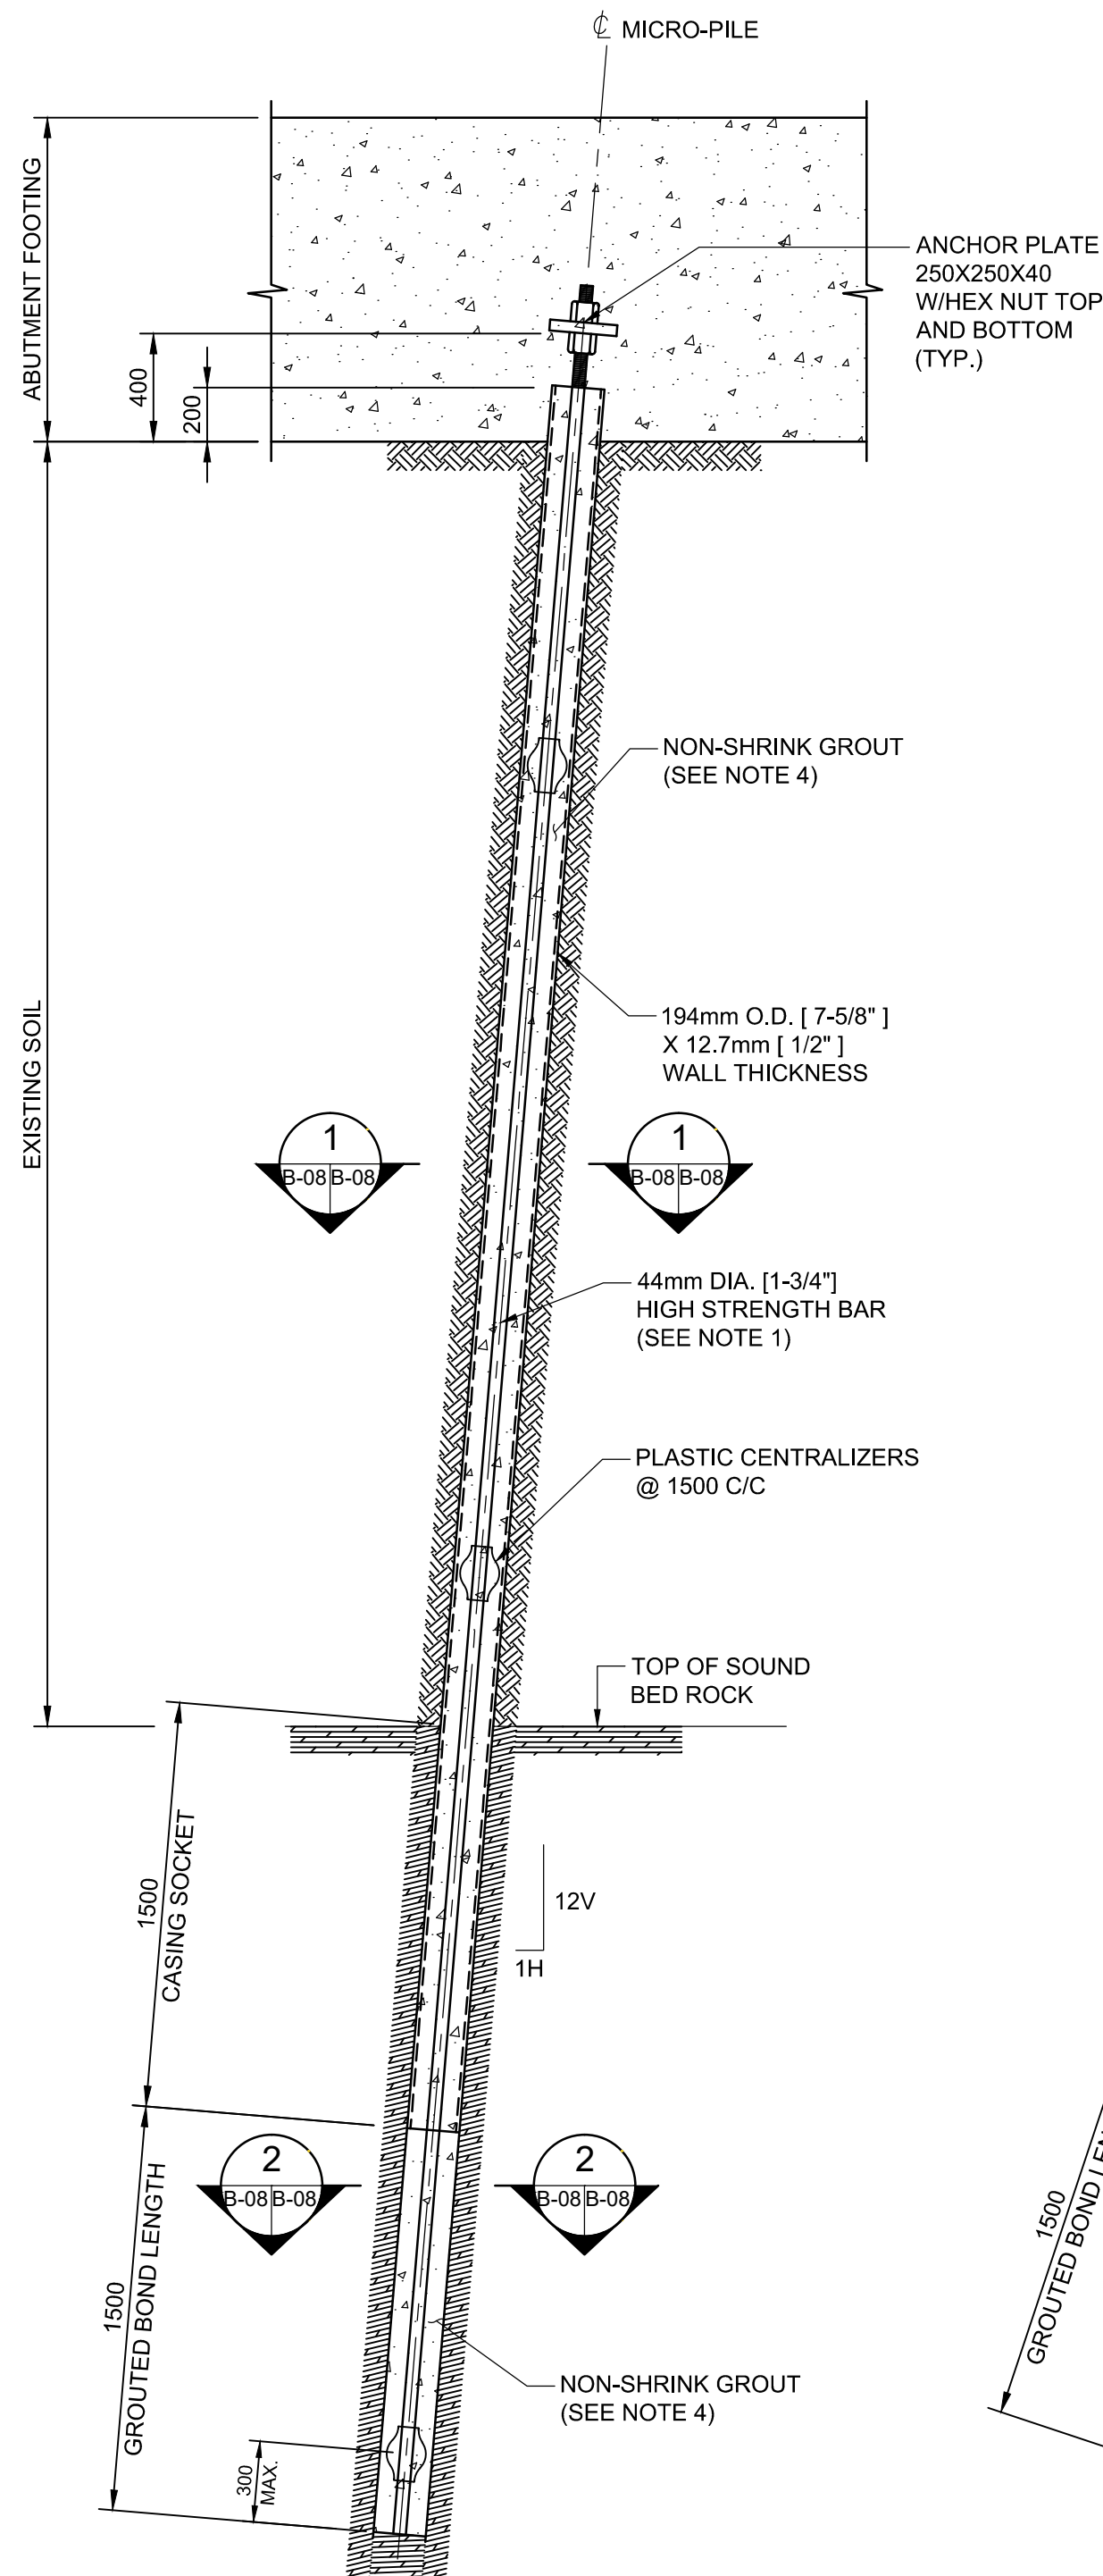 ℄ MICRO-PILE
ABUTMENT FOOTING
ANCHOR PLATE
250X250X40
W/HEX NUT TOP
AND BOTTOM
(TYP.)
400
200
NON-SHRINK GROUT
(SEE NOTE 4)
EXISTING SOIL
194mm O.D. [ 7-5/8" ]
X 12.7mm [ 1/2" ]
WALL THICKNESS
1
B-08 B-08
1
B-08 B-08
44mm DIA. [1-3/4"]
HIGH STRENGTH BAR
(SEE NOTE 1)
PLASTIC CENTRALIZERS
@ 1500 C/C
TOP OF SOUND
BED ROCK
1500
CASING SOCKET
12V
1H
2
B-08 B-08
2
B-08 B-08
1500
GROUTED BOND LENGTH
1500
GROUTED BOND
NON-SHRINK GROUT
(SEE NOTE 4)
300
MAX.